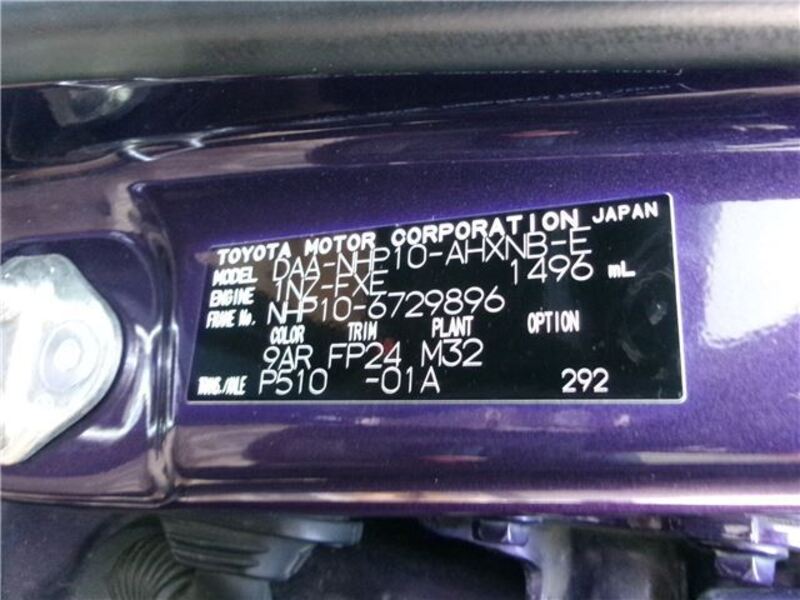 TOYOTA MOTOR CORPORATION JAPAN
MODEL DAA-NHP10-AHXNB-E
ENGINE 1NZ-FXE 1496 mL
FRAME No. NHP10-6729896
COLOR TRIM PLANT OPTION
9AR FP24 M32
TRANS./AXLE P510 -01A 292